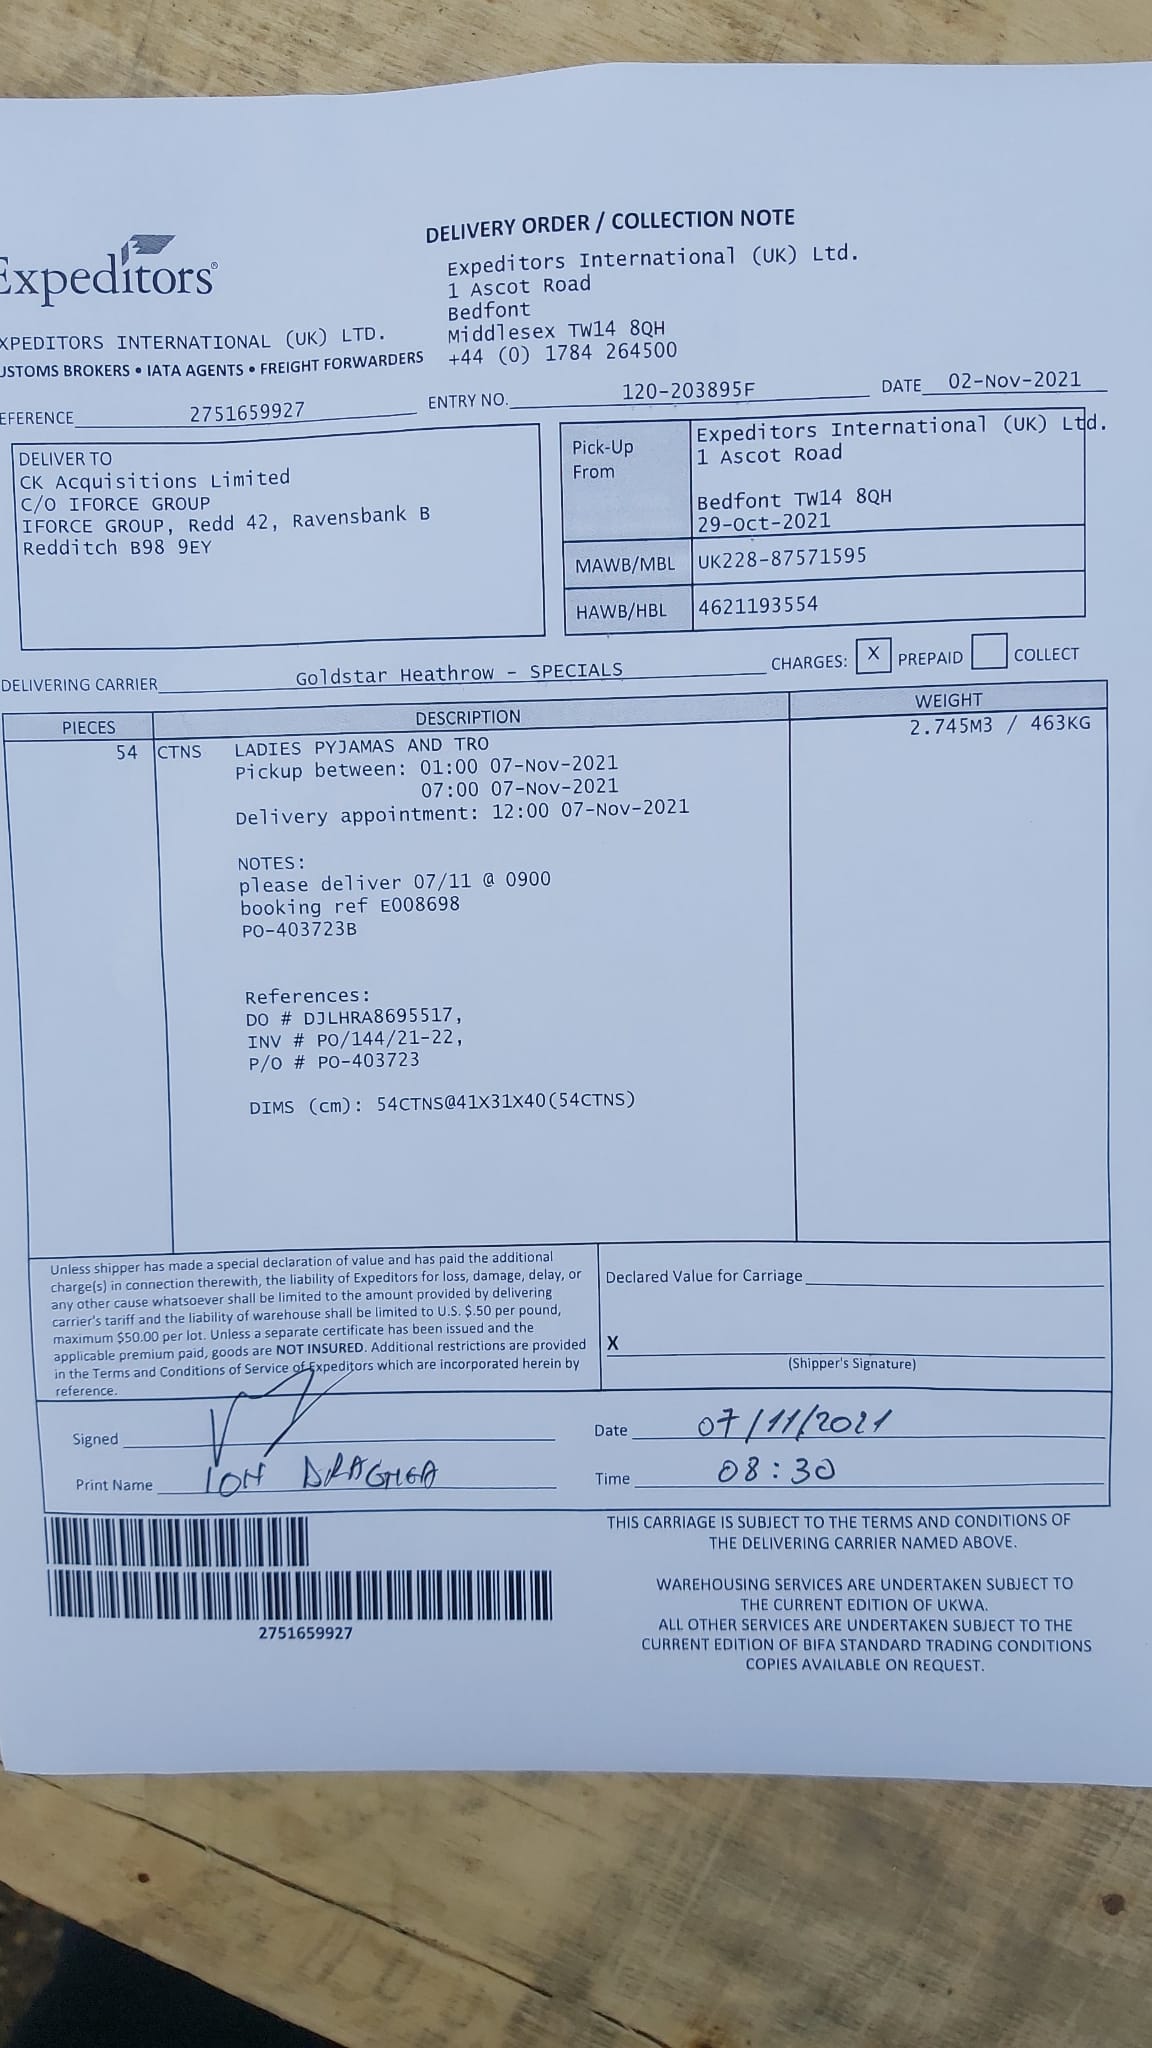 DELIVERY ORDER / COLLECTION NOTE
Expeditors®
Expeditors International (UK) Ltd.
1 Ascot Road
Bedfont
Middlesex TW14 8QH
+44 (0) 1784 264500
XPEDITORS INTERNATIONAL (UK) LTD.
USTOMS BROKERS • IATA AGENTS • FREIGHT FORWARDERS
EFERENCE 2751659927 ENTRY NO. 120-203895F DATE 02-Nov-2021
DELIVER TO
CK Acquisitions Limited
C/O IFORCE GROUP
IFORCE GROUP, Redd 42, Ravensbank B
Redditch B98 9EY
Pick-Up From
Expeditors International (UK) Ltd.
1 Ascot Road
Bedfont TW14 8QH
29-Oct-2021
MAWB/MBL UK228-87571595
HAWB/HBL 4621193554
DELIVERING CARRIER Goldstar Heathrow - SPECIALS CHARGES: X PREPAID COLLECT
PIECES DESCRIPTION WEIGHT
54 CTNS LADIES PYJAMAS AND TRO 2.745M3 / 463KG
Pickup between: 01:00 07-Nov-2021
07:00 07-Nov-2021
Delivery appointment: 12:00 07-Nov-2021
NOTES:
please deliver 07/11 @ 0900
booking ref E008698
PO-403723B
References:
DO # DJLHRA8695517,
INV # PO/144/21-22,
P/O # PO-403723
DIMS (cm): 54CTNS@41X31X40(54CTNS)
Unless shipper has made a special declaration of value and has paid the additional
charge(s) in connection therewith, the liability of Expeditors for loss, damage, delay, or
any other cause whatsoever shall be limited to the amount provided by delivering
carrier's tariff and the liability of warehouse shall be limited to U.S. $.50 per pound,
maximum $50.00 per lot. Unless a separate certificate has been issued and the
applicable premium paid, goods are NOT INSURED. Additional restrictions are provided
in the Terms and Conditions of Service of Expeditors which are incorporated herein by
reference.
Declared Value for Carriage
X
(Shipper's Signature)
Signed
Date 07/11/2021
Print Name ION DRAGHEA
Time 08:30
2751659927
THIS CARRIAGE IS SUBJECT TO THE TERMS AND CONDITIONS OF
THE DELIVERING CARRIER NAMED ABOVE.
WAREHOUSING SERVICES ARE UNDERTAKEN SUBJECT TO
THE CURRENT EDITION OF UKWA.
ALL OTHER SERVICES ARE UNDERTAKEN SUBJECT TO THE
CURRENT EDITION OF BIFA STANDARD TRADING CONDITIONS
COPIES AVAILABLE ON REQUEST.